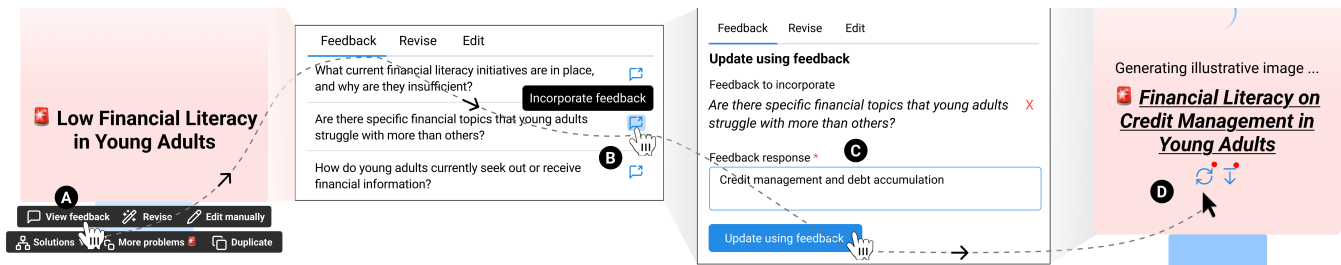 🚨 Low Financial Literacy
in Young Adults
A
View feedback
Revise
Edit manually
Solutions
More problems 🚨
Duplicate
Feedback
Revise
Edit
What current financial literacy initiatives are in place,
and why are they insufficient?
Incorporate feedback
Are there specific financial topics that young adults
struggle with more than others?
B
How do young adults currently seek out or receive
financial information?
Feedback
Revise
Edit
Update using feedback
Feedback to incorporate
Are there specific financial topics that young adults
struggle with more than others?
X
C
Feedback response *
Credit management and debt accumulation
Update using feedback
Generating illustrative image ...
🚨 Financial Literacy on
Credit Management in
Young Adults
D